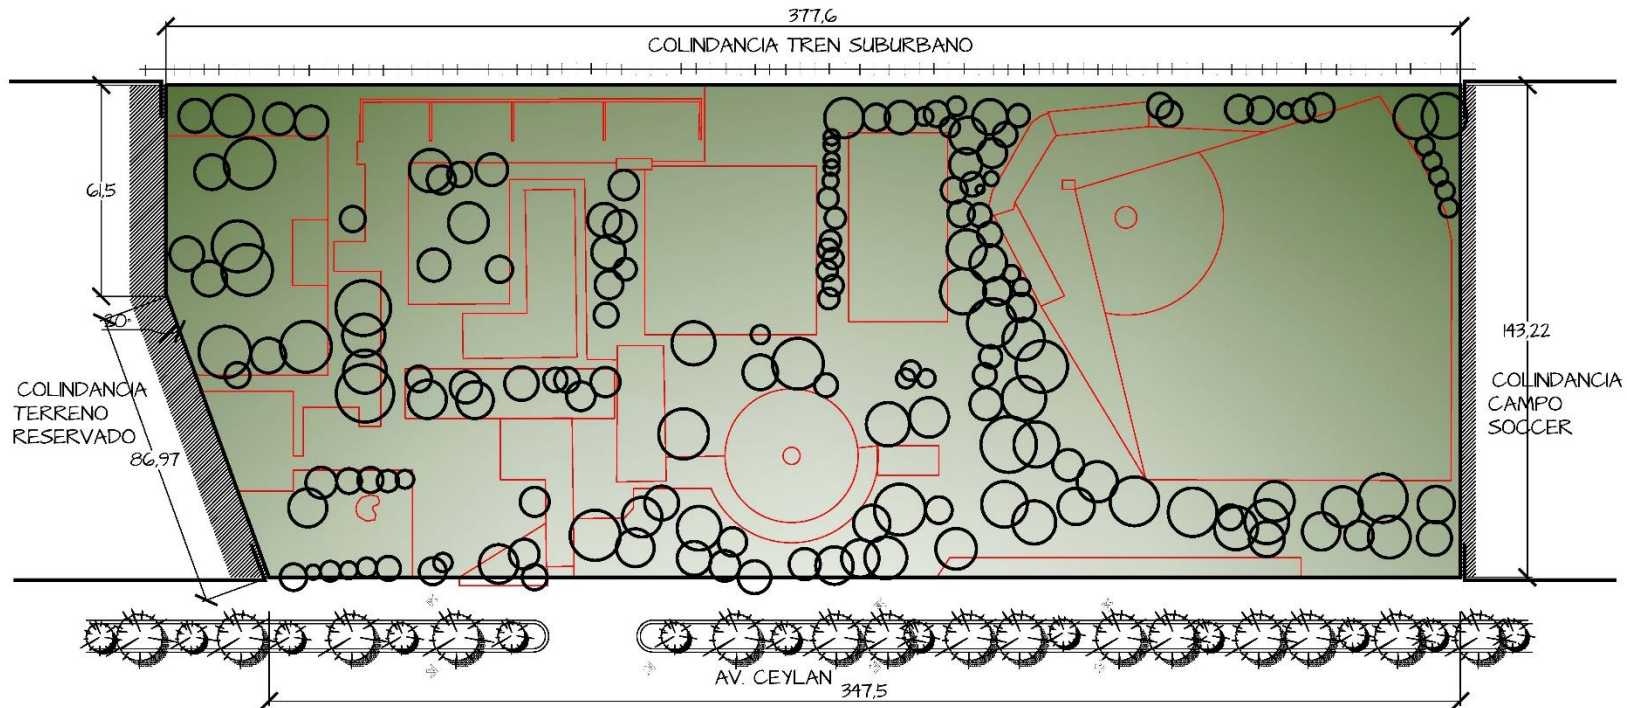 377,6
COLINDANCIA TREN SUBURBANO
61,5
30°
COLINDANCIA
TERRENO
RESERVADO
86,97
143,22
COLINDANCIA
CAMPO
SOCCER
AV. CEYLAN
347,5